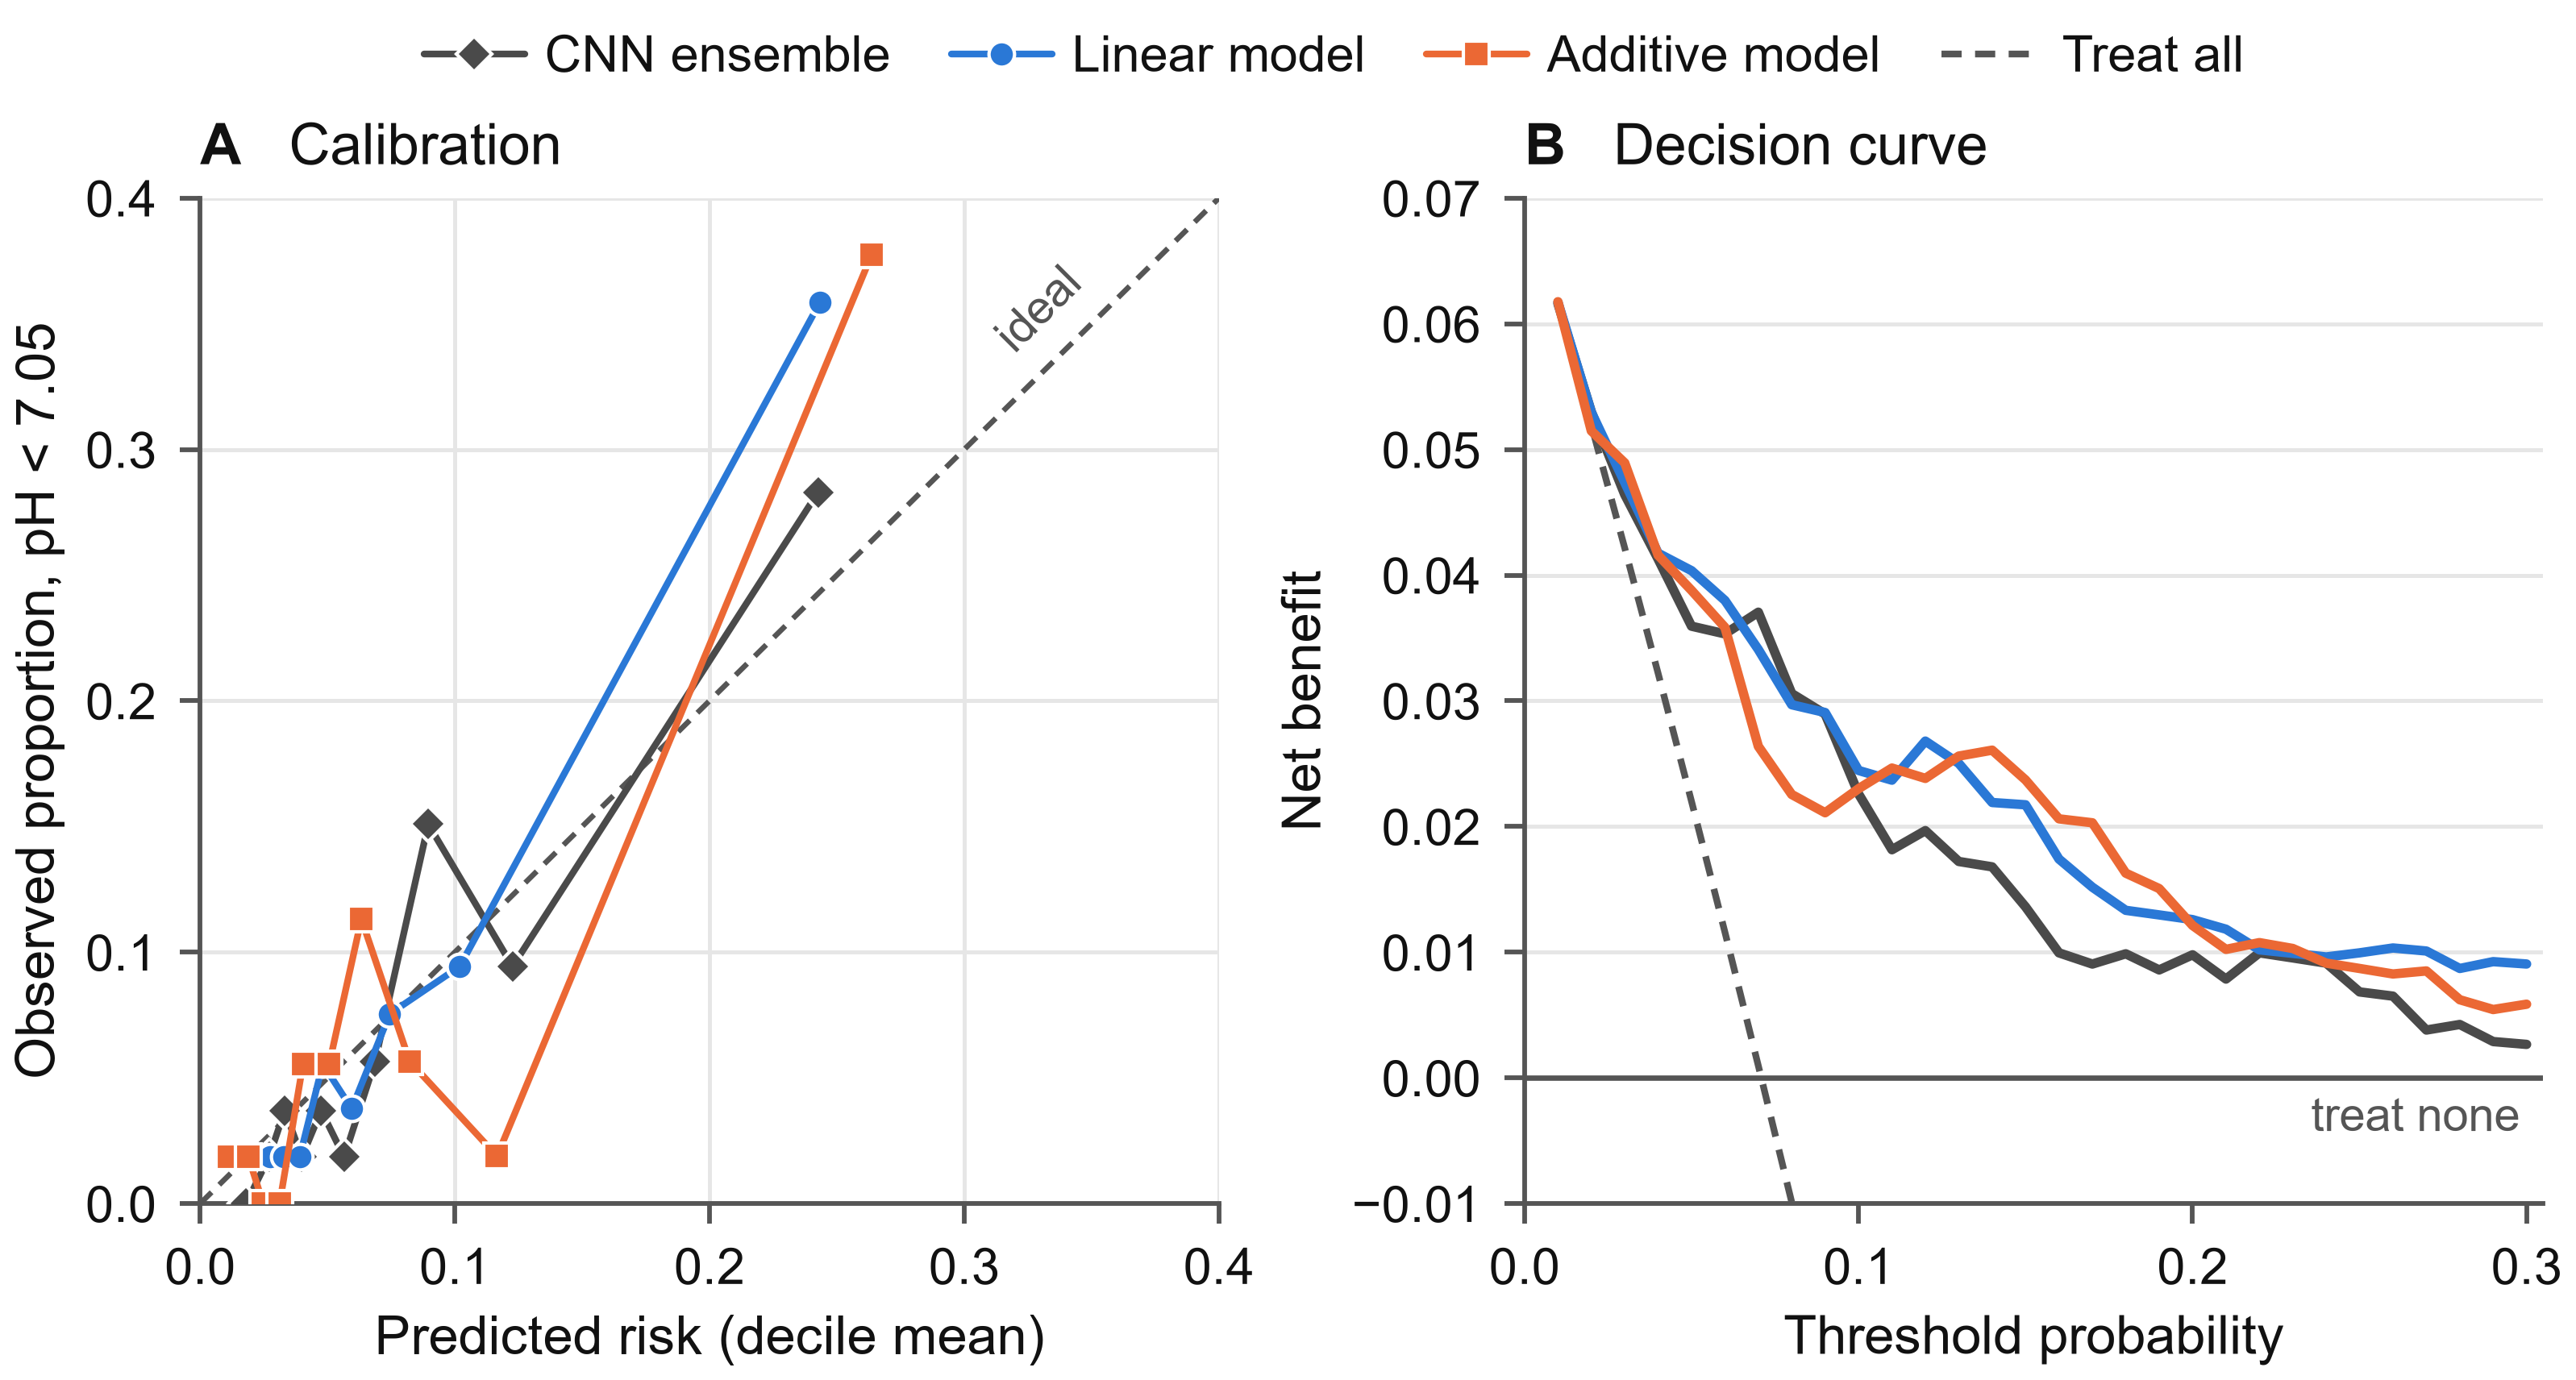 CNN ensemble Linear model Additive model Treat all
A Calibration
0.4
0.3
0.2
0.1
0.0
Observed proportion, pH < 7.05
ideal
0.0 0.1 0.2 0.3 0.4
Predicted risk (decile mean)
B Decision curve
0.07
0.06
0.05
0.04
0.03
0.02
0.01
0.00
−0.01
Net benefit
treat none
0.0 0.1 0.2 0.3
Threshold probability